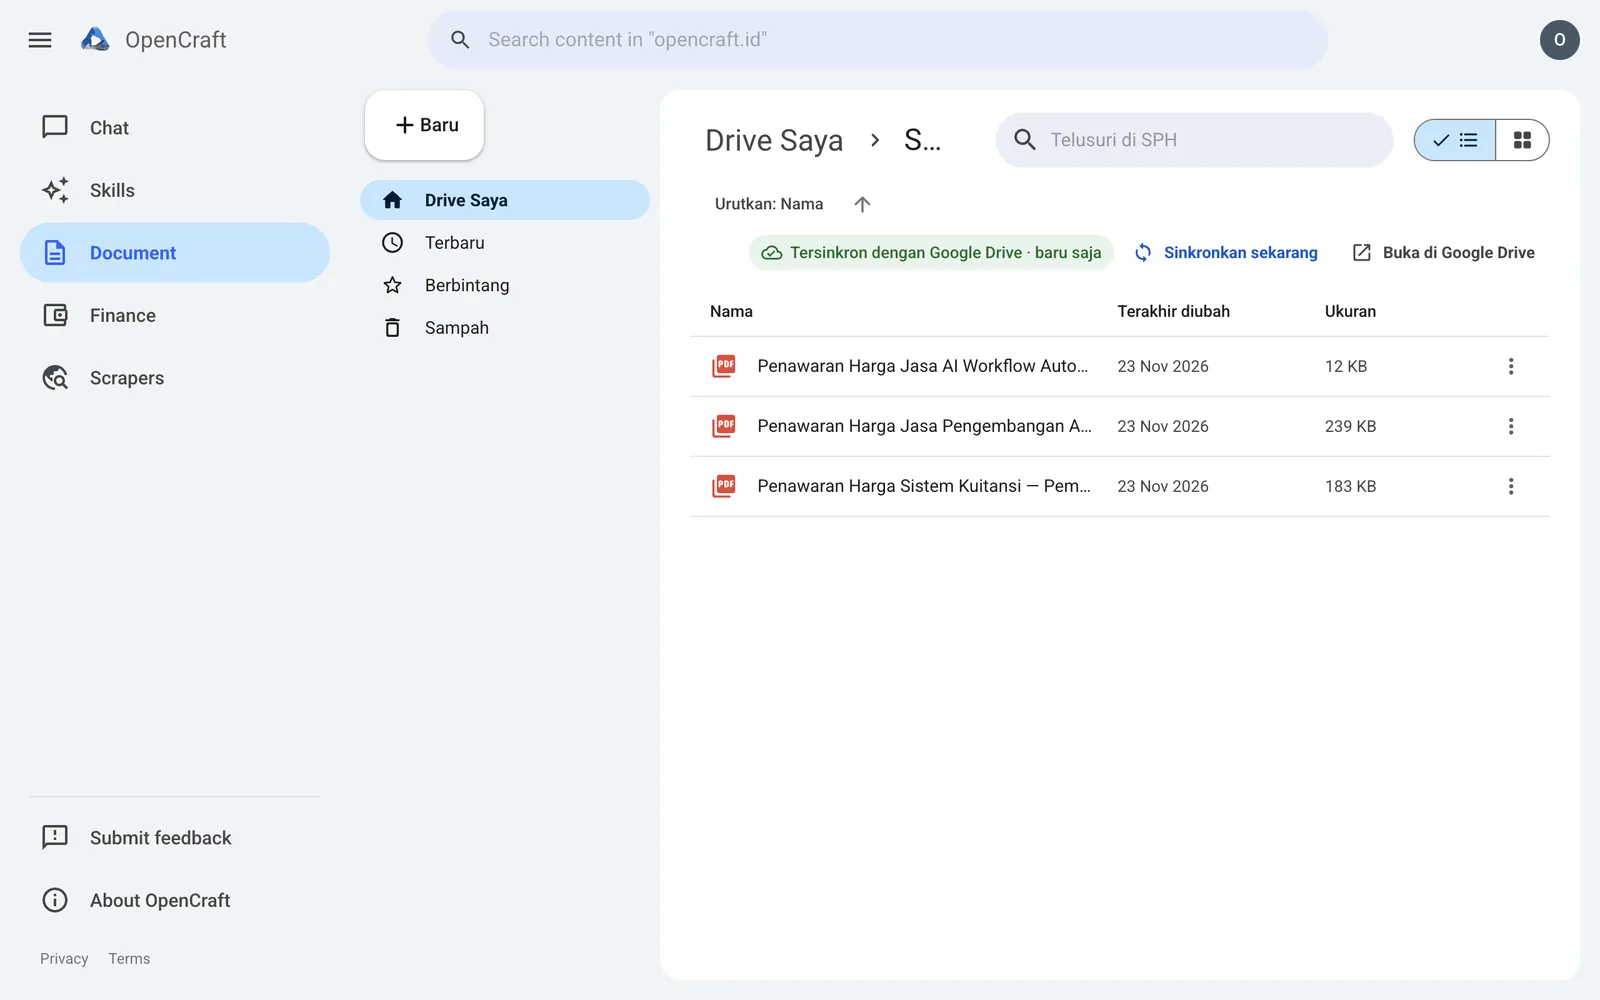 OpenCraft
Search content in "opencraft.id"
O
Chat
Skills
Document
Finance
Scrapers
Submit feedback
About OpenCraft
Privacy Terms
Baru
Drive Saya
Terbaru
Berbintang
Sampah
Drive Saya › S...
Telusuri di SPH
Urutkan: Nama
Tersinkron dengan Google Drive · baru saja
Sinkronkan sekarang
Buka di Google Drive
Nama Terakhir diubah Ukuran
PDF Penawaran Harga Jasa AI Workflow Auto... 23 Nov 2026 12 KB
PDF Penawaran Harga Jasa Pengembangan A... 23 Nov 2026 239 KB
PDF Penawaran Harga Sistem Kuitansi — Pem... 23 Nov 2026 183 KB